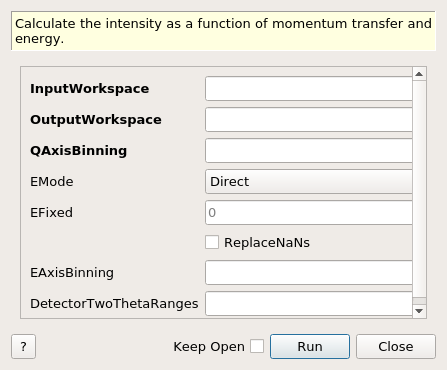 Calculate the intensity as a function of momentum transfer and
energy.
InputWorkspace
OutputWorkspace
QAxisBinning
EMode Direct
EFixed 0
ReplaceNaNs
EAxisBinning
DetectorTwoThetaRanges
? Keep Open Run Close